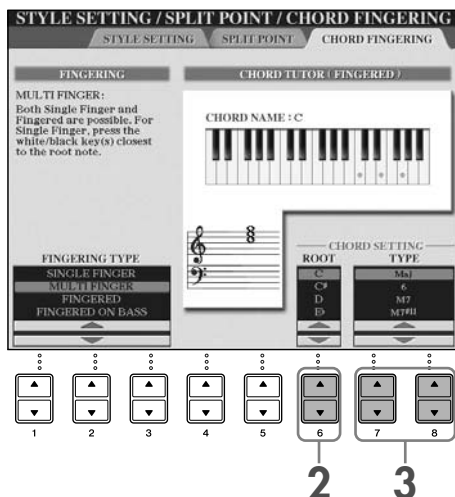 STYLE SETTING / SPLIT POINT / CHORD FINGERING
STYLE SETTING SPLIT POINT CHORD FINGERING
FINGERING
MULTI FINGER:
Both Single Finger and
Fingered are possible. For
Single Finger, press the
white/black key(s) closest
to the root note.
CHORD TUTOR ( FINGERED )
CHORD NAME : C
FINGERING TYPE
SINGLE FINGER
MULTI FINGER
FINGERED
FINGERED ON BASS
CHORD SETTING
ROOT TYPE
C Maj
C# 6
D M7
E♭ M7#11
1 2 3 4 5 6 7 8
2 3